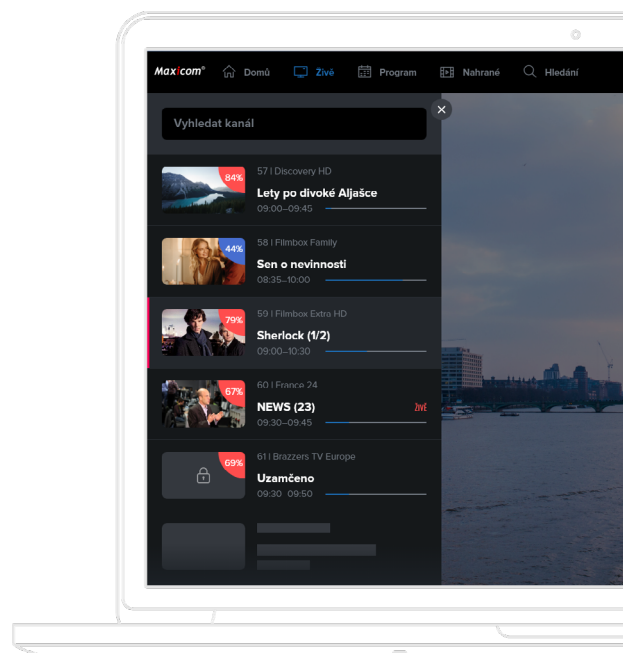 Maxicom®
Domů
Živě
Program
Nahrané
Hledání
Vyhledat kanál
84%
57 | Discovery HD
Lety po divoké Aljašce
09:00–09:45
44%
58 | Filmbox Family
Sen o nevinnosti
08:35–10:00
79%
59 | Filmbox Extra HD
Sherlock (1/2)
09:00–10:30
67%
60 | France 24
NEWS (23)
ŽIVĚ
09:30–09:45
69%
61 | Brazzers TV Europe
Uzamčeno
09:30 09:50